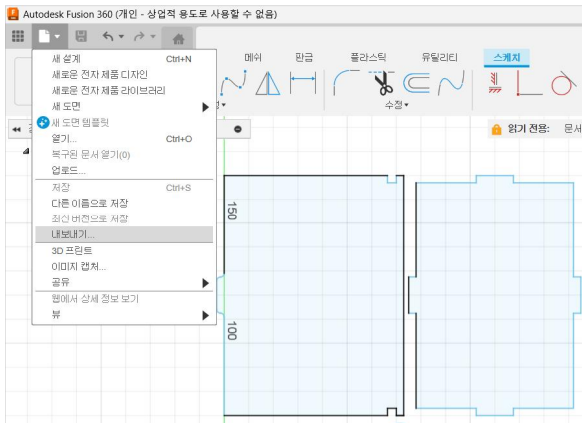 Autodesk Fusion 360 (개인 - 상업적 용도로 사용할 수 없음)
메쉬 판금 플라스틱 유틸리티 스케치
수정 ▾
읽기 전용: 문서
새 설계 Ctrl+N
새로운 전자 제품 디자인
새로운 전자 제품 라이브러리
새 도면
새 도면 템플릿
열기... Ctrl+O
복구된 문서 열기(0)
업로드...
저장 Ctrl+S
다른 이름으로 저장
최신 버전으로 저장
내보내기...
3D 프린트
이미지 캡처...
공유
웹에서 상세 정보 보기
뷰
150
100